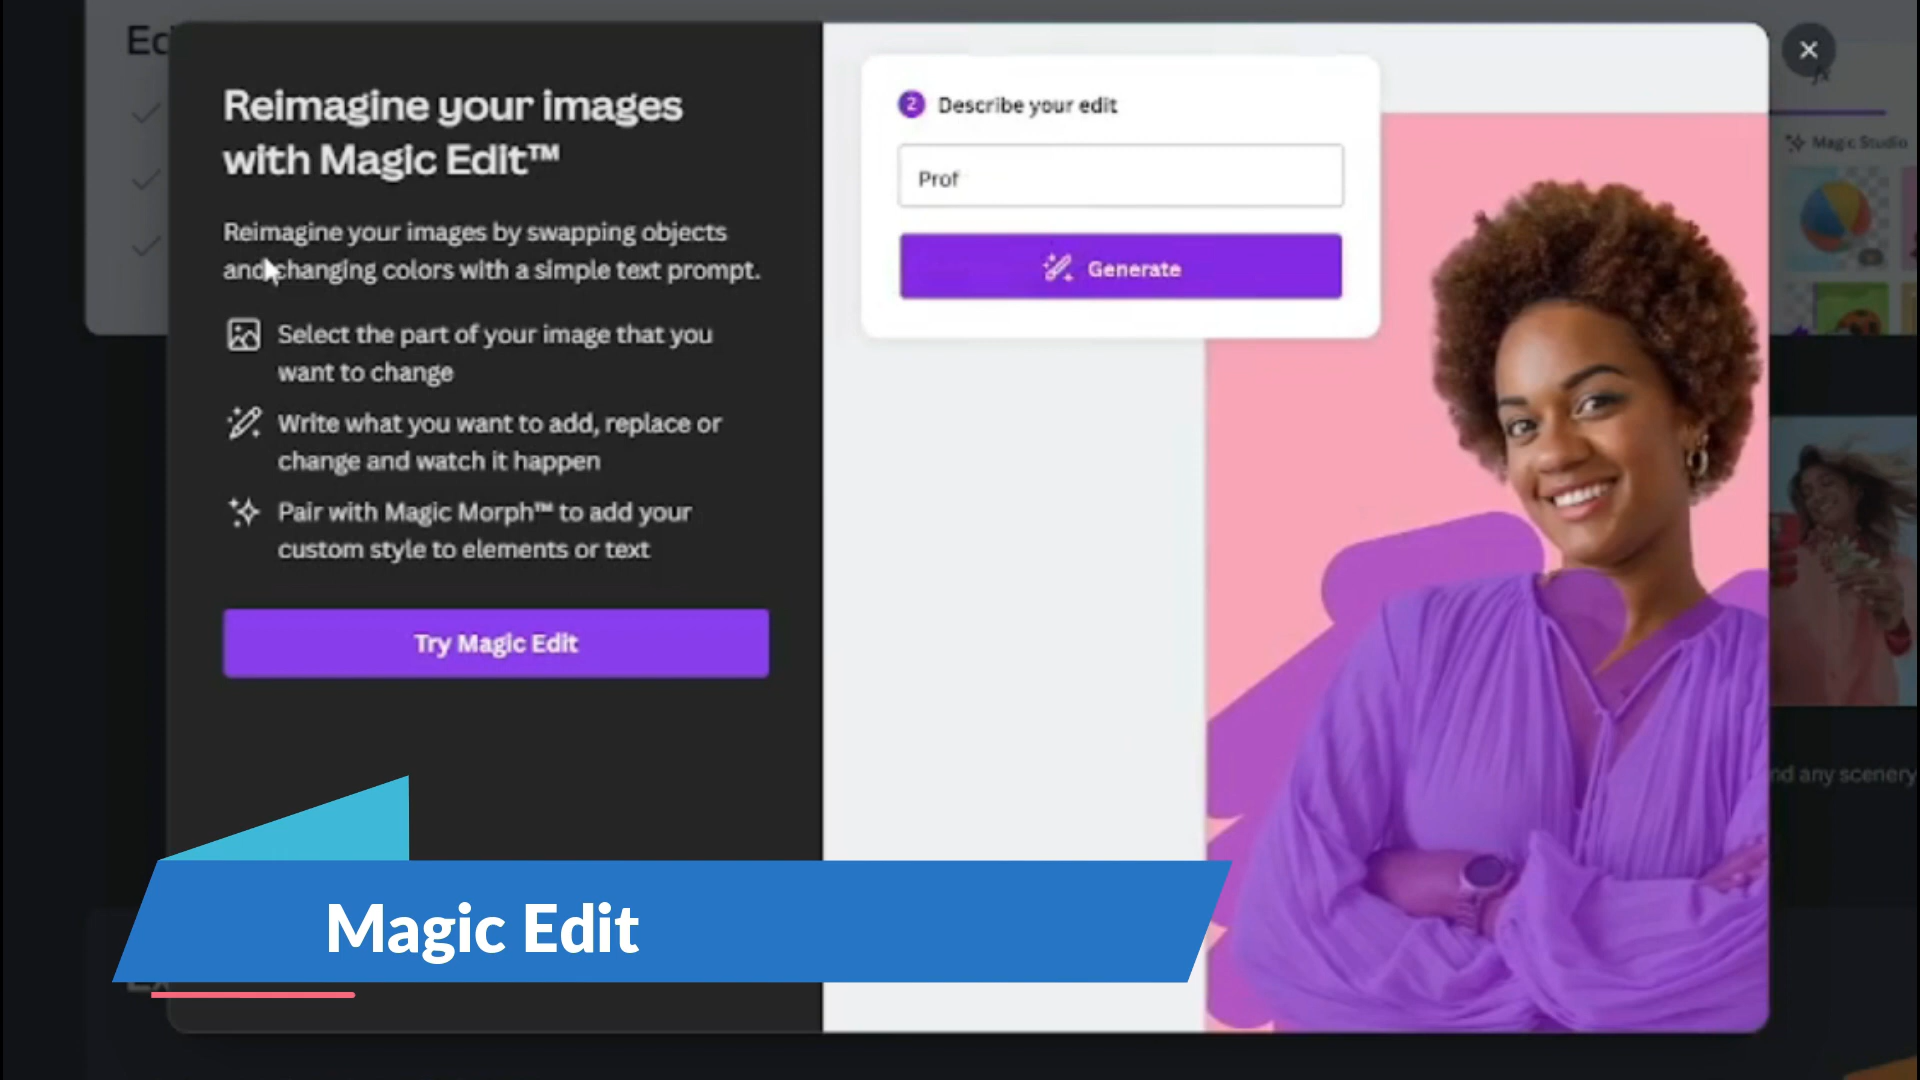 Ed
Reimagine your images
with Magic Edit™
Reimagine your images by swapping objects
and changing colors with a simple text prompt.
Select the part of your image that you
want to change
Write what you want to add, replace or
change and watch it happen
Pair with Magic Morph™ to add your
custom style to elements or text
Try Magic Edit
2 Describe your edit
Prof
Generate
Magic Studio
nd any scenery
Magic Edit